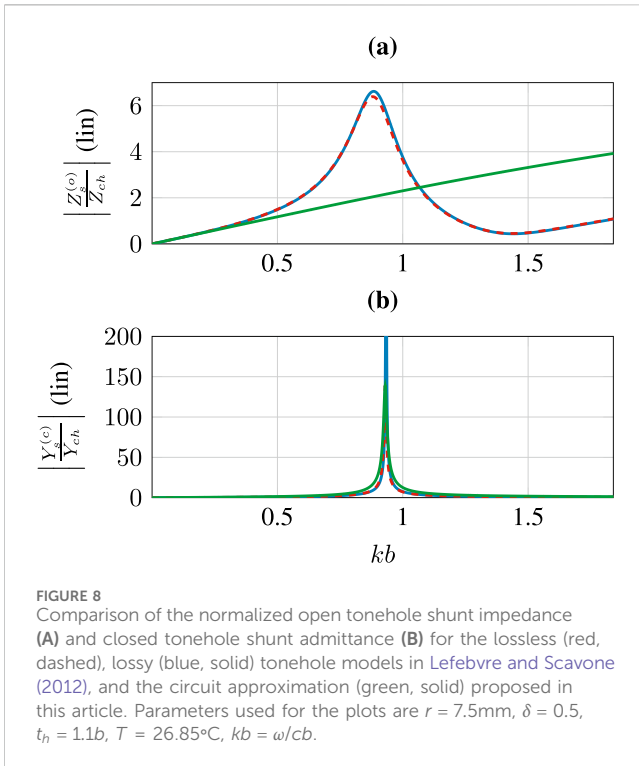 (a)
|Z_s^{(o)}/Z_{ch}| (lin)
6
4
2
0
0.5 1 1.5
(b)
|Y_s^{(c)}/Y_{ch}| (lin)
200
150
100
50
0
0.5 1 1.5
kb
FIGURE 8
Comparison of the normalized open tonehole shunt impedance
(A) and closed tonehole shunt admittance (B) for the lossless (red,
dashed), lossy (blue, solid) tonehole models in Lefebvre and Scavone
(2012), and the circuit approximation (green, solid) proposed in
this article. Parameters used for the plots are r = 7.5mm, δ = 0.5,
t_h = 1.1b, T = 26.85°C, kb = ω/cb.